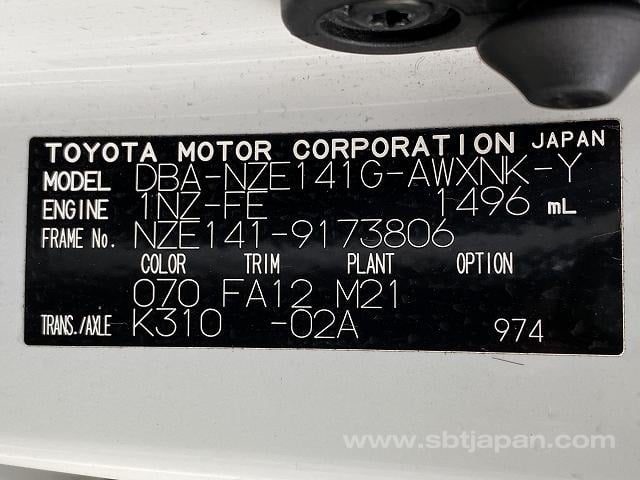 TOYOTA MOTOR CORPORATION JAPAN
MODEL DBA-NZE141G-AWXNK-Y
ENGINE 1NZ-FE 1496 mL
FRAME No. NZE141-9173806
COLOR TRIM PLANT OPTION
070 FA12 M21
TRANS./AXLE K310 -02A 974
www.sbtjapan.com